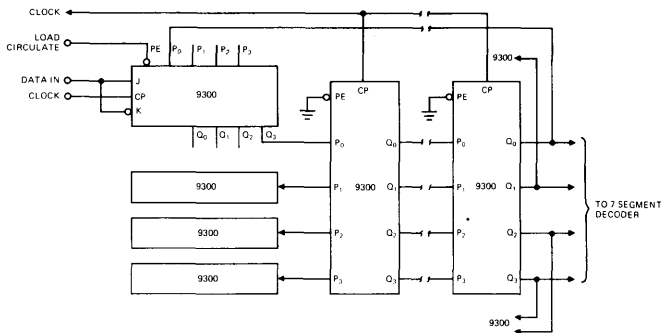 CLOCK
LOAD
CIRCULATE
PE P₀ P₁ P₂ P₃
DATA IN
J
CLOCK
CP
9300
K
Q₀ Q₁ Q₂ Q₃
CP
PE
P₀ Q₀
P₁ 9300 Q₁
P₂ Q₂
P₃ Q₃
CP
PE
P₀ Q₀
P₁ 9300 Q₁
P₂ Q₂
P₃ Q₃
9300
9300
9300
9300
9300
TO 7 SEGMENT
DECODER